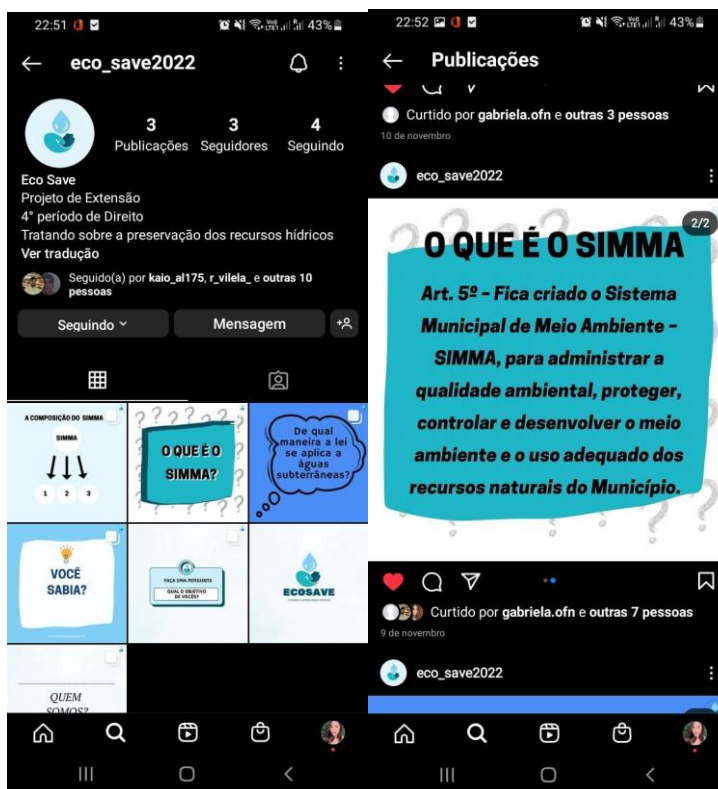 22:51
43%
eco_save2022
3
3
4
Publicações
Seguidores
Seguindo
Eco Save
Projeto de Extensão
4° período de Direito
Tratando sobre a preservação dos recursos hídricos
Ver tradução
Seguido(a) por kaio_al175, r_vilela_ e outras 10
pessoas
Seguindo
Mensagem
A COMPOSIÇÃO DO SIMMA
SIMMA
1 2 3
O QUE É O
SIMMA?
De qual
maneira a lei
se aplica a
águas
subterrâneas?
VOCÊ
SABIA?
FAÇA UMA PERGUNTA
QUAL O OBJETIVO
DE VOCÊS?
ECOSAVE
QUEM
SOMOS?
22:52
43%
Publicações
Curtido por gabriela.ofn e outras 3 pessoas
10 de novembro
eco_save2022
2/2
O QUE É O SIMMA
Art. 5º - Fica criado o Sistema
Municipal de Meio Ambiente -
SIMMA, para administrar a
qualidade ambiental, proteger,
controlar e desenvolver o meio
ambiente e o uso adequado dos
recursos naturais do Município.
Curtido por gabriela.ofn e outras 7 pessoas
9 de novembro
eco_save2022